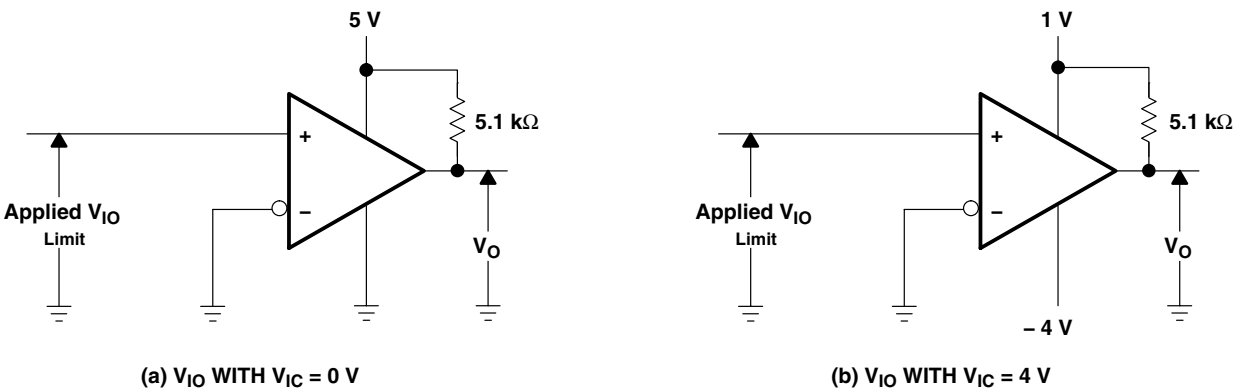 5 V
5.1 kΩ
+
−
Applied V_IO
Limit
V_O
(a) V_IO WITH V_IC = 0 V
1 V
5.1 kΩ
+
−
Applied V_IO
Limit
V_O
– 4 V
(b) V_IO WITH V_IC = 4 V